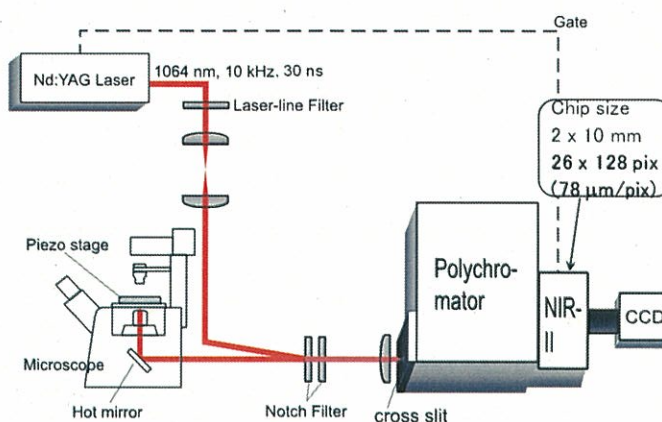 Gate
Nd:YAG Laser
1064 nm, 10 kHz, 30 ns
Laser-line Filter
Chip size
2 x 10 mm
26 x 128 pix
(78 μm/pix)
Piezo stage
Polychro-
mator
NIR-
II
CCD
Microscope
Hot mirror
Notch Filter
cross slit